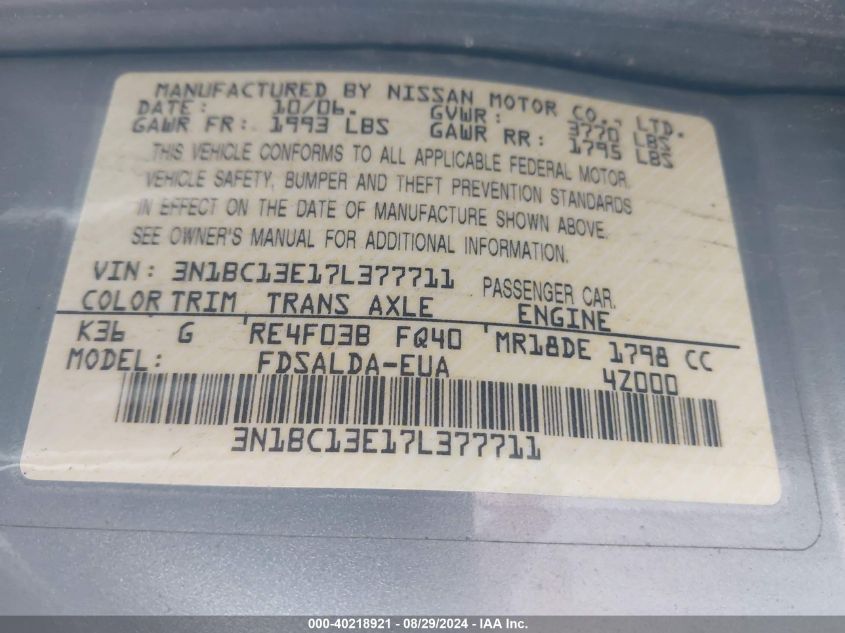 MANUFACTURED BY NISSAN MOTOR CO., LTD.
DATE: 10/06. GVWR: 3770 LBS
GAWR FR: 1993 LBS GAWR RR: 1795 LBS
THIS VEHICLE CONFORMS TO ALL APPLICABLE FEDERAL MOTOR
VEHICLE SAFETY, BUMPER AND THEFT PREVENTION STANDARDS
IN EFFECT ON THE DATE OF MANUFACTURE SHOWN ABOVE.
SEE OWNER'S MANUAL FOR ADDITIONAL INFORMATION.
VIN: 3N1BC13E17L377711 PASSENGER CAR.
COLOR TRIM TRANS AXLE ENGINE
K36 G RE4F03B FQ40 MR18DE 1798 CC
MODEL: FDSALDA-EUA 4Z000
3N1BC13E17L377711
000-40218921 - 08/29/2024 - IAA Inc.